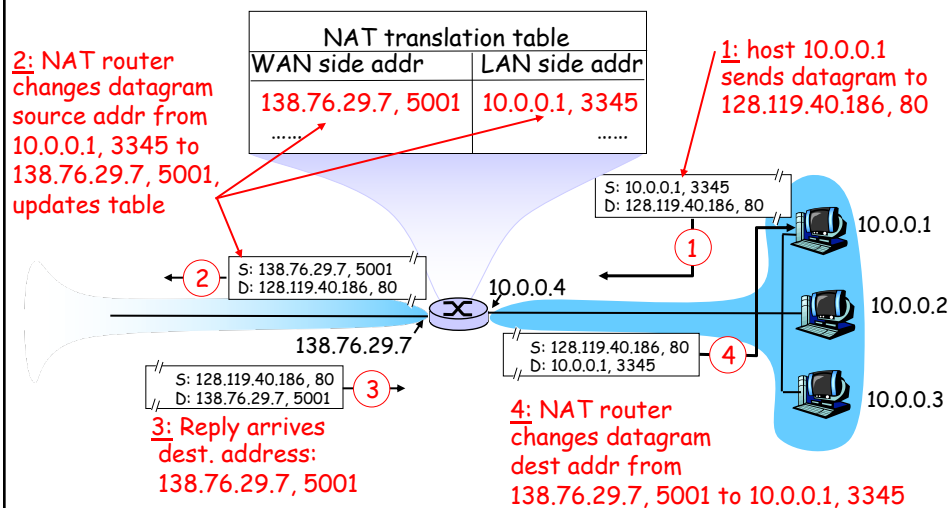 NAT translation table
WAN side addr LAN side addr
138.76.29.7, 5001 10.0.0.1, 3345
...... ......
2: NAT router
changes datagram
source addr from
10.0.0.1, 3345 to
138.76.29.7, 5001,
updates table
1: host 10.0.0.1
sends datagram to
128.119.40.186, 80
S: 10.0.0.1, 3345
D: 128.119.40.186, 80
1
10.0.0.1
S: 138.76.29.7, 5001
D: 128.119.40.186, 80
2
10.0.0.4
10.0.0.2
138.76.29.7
S: 128.119.40.186, 80
D: 10.0.0.1, 3345
4
S: 128.119.40.186, 80
D: 138.76.29.7, 5001
3
10.0.0.3
3: Reply arrives
dest. address:
138.76.29.7, 5001
4: NAT router
changes datagram
dest addr from
138.76.29.7, 5001 to 10.0.0.1, 3345